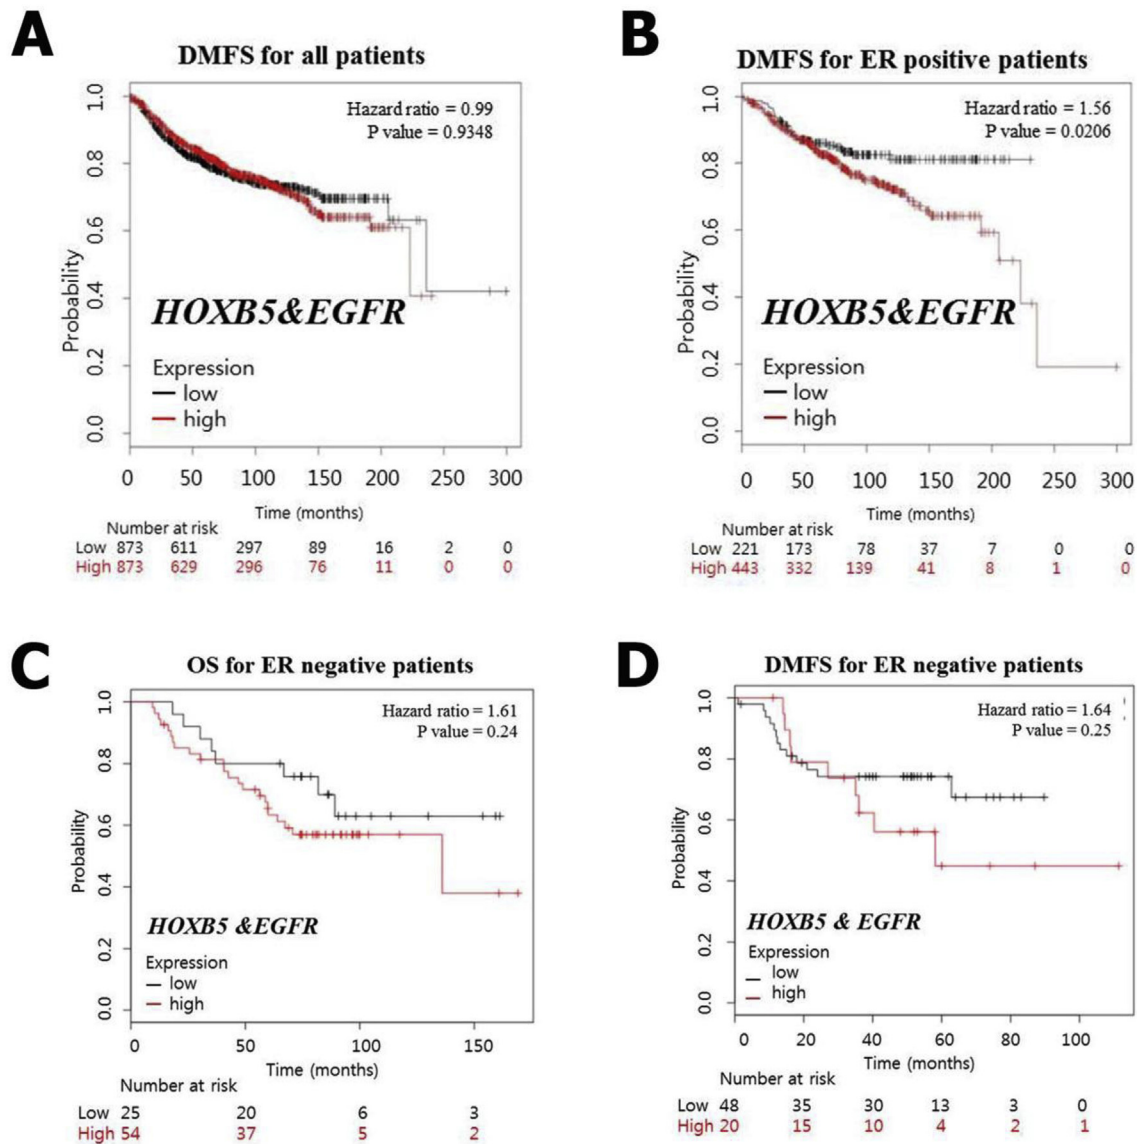 A
DMFS for all patients
Hazard ratio = 0.99
P value = 0.9348
Probability
1.0
0.8
0.6
0.4
0.2
0.0
HOXB5&EGFR
Expression
low
high
0 50 100 150 200 250 300
Time (months)
Number at risk
Low 873 611 297 89 16 2 0
High 873 629 296 76 11 0 0
B
DMFS for ER positive patients
Hazard ratio = 1.56
P value = 0.0206
Probability
1.0
0.8
0.6
0.4
0.2
0.0
HOXB5&EGFR
Expression
low
high
0 50 100 150 200 250 300
Time (months)
Number at risk
Low 221 173 78 37 7 0 0
High 443 332 139 41 8 1 0
C
OS for ER negative patients
Hazard ratio = 1.61
P value = 0.24
Probability
1.0
0.8
0.6
0.4
0.2
0.0
HOXB5 &EGFR
Expression
low
high
0 50 100 150
Time (months)
Number at risk
Low 25 20 6 3
High 54 37 5 2
D
DMFS for ER negative patients
Hazard ratio = 1.64
P value = 0.25
Probability
1.0
0.8
0.6
0.4
0.2
0.0
HOXB5 & EGFR
Expression
low
high
0 20 40 60 80 100
Time (months)
Number at risk
Low 48 35 30 13 3 0
High 20 15 10 4 2 1